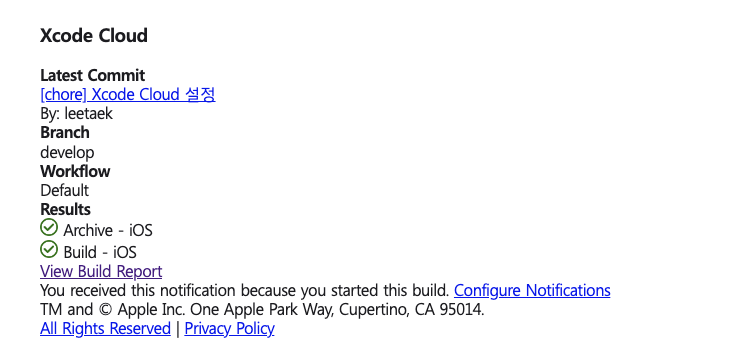 Xcode Cloud
Latest Commit
[chore] Xcode Cloud 설정
By: leetaek
Branch
develop
Workflow
Default
Results
Archive - iOS
Build - iOS
View Build Report
You received this notification because you started this build. Configure Notifications
TM and © Apple Inc. One Apple Park Way, Cupertino, CA 95014.
All Rights Reserved | Privacy Policy